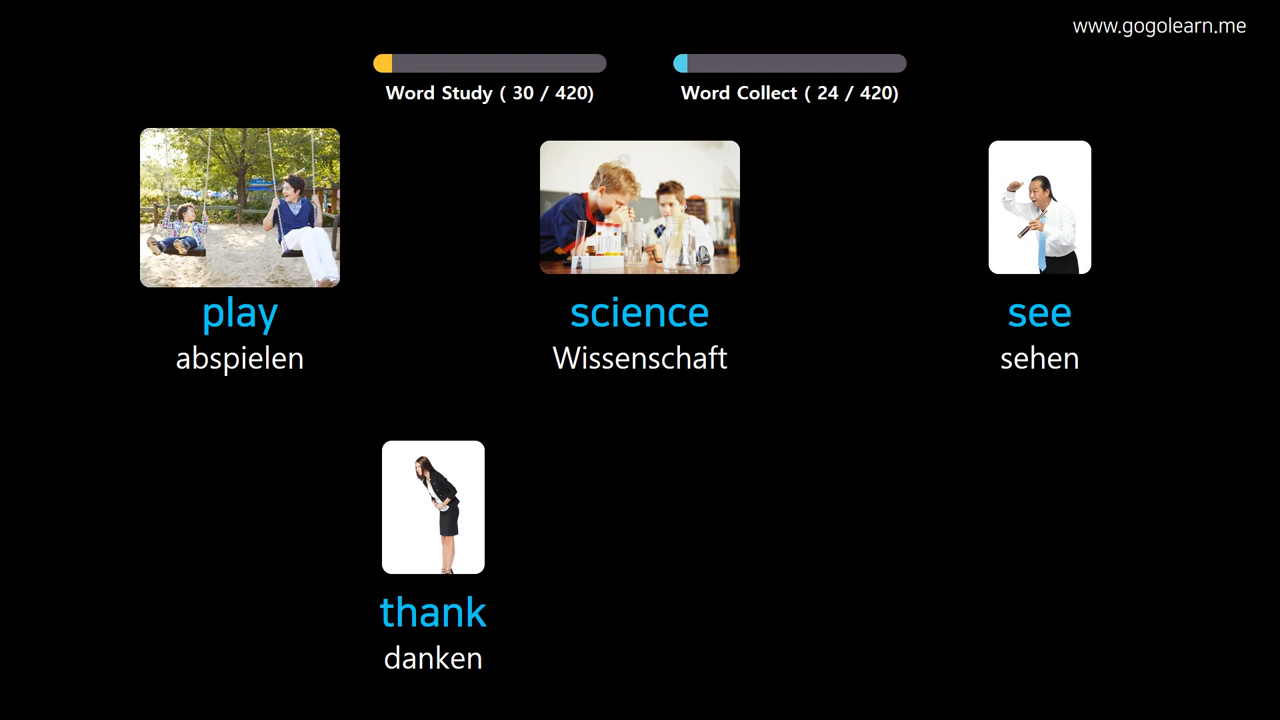 www.gogolearn.me
Word Study ( 30 / 420)
Word Collect ( 24 / 420)
play
abspielen
science
Wissenschaft
see
sehen
thank
danken